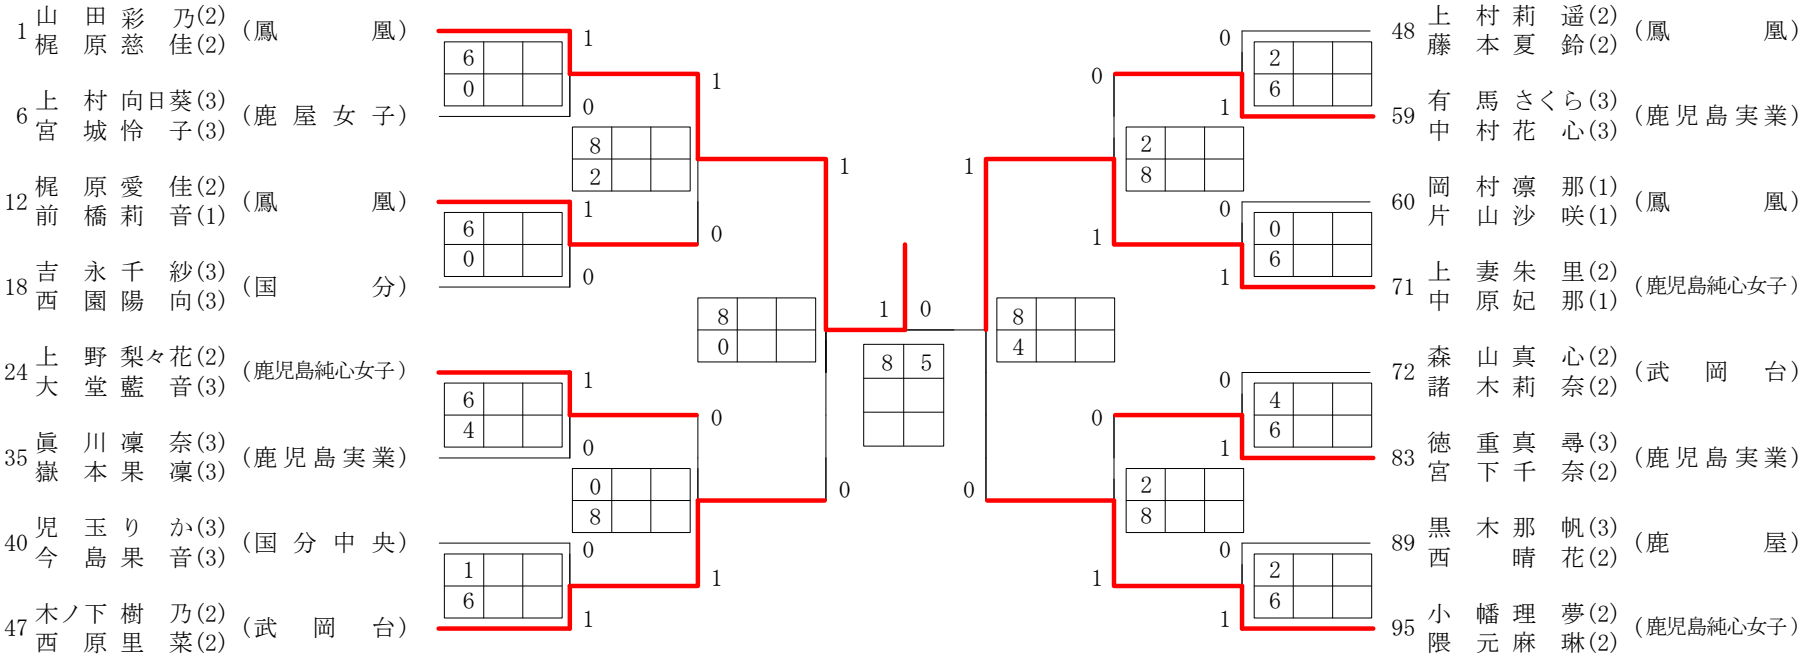 1 山田彩乃(2) (鳳凰)
梶原慈佳(2)
6 上村向日葵(3) (鹿屋女子)
宮城怜子(3)
12 梶原愛佳(2) (鳳凰)
前橋莉音(1)
18 吉永千紗(3) (国分)
西園陽向(3)
24 上野梨々花(2) (鹿児島純心女子)
大堂藍音(3)
35 眞川凜奈(3) (鹿児島実業)
嶽本果凜(3)
40 児玉りか(3) (国分中央)
今島果音(3)
47 木ノ下樹乃(2) (武岡台)
西原里菜(2)
1
6
0
0
1
6
0
0
1
6
4
0
0
1
6
1
1
8
2
0
0
0
8
1
1
8
0
0
1 0
8 5
1
8
4
0
0
2
8
1
0
2
8
1
0
2
6
1
0
0
6
1
0
4
6
1
0
2
6
1
48 上村莉遥(2) (鳳凰)
藤本夏鈴(2)
59 有馬さくら(3) (鹿児島実業)
中村花心(3)
60 岡村凛那(1) (鳳凰)
片山沙咲(1)
71 上妻朱里(2) (鹿児島純心女子)
中原妃那(1)
72 森山真心(2) (武岡台)
諸木莉奈(2)
83 徳重真尋(3) (鹿児島実業)
宮下千奈(2)
89 黒木那帆(3) (鹿屋)
西晴花(2)
95 小幡理夢(2) (鹿児島純心女子)
隈元麻琳(2)